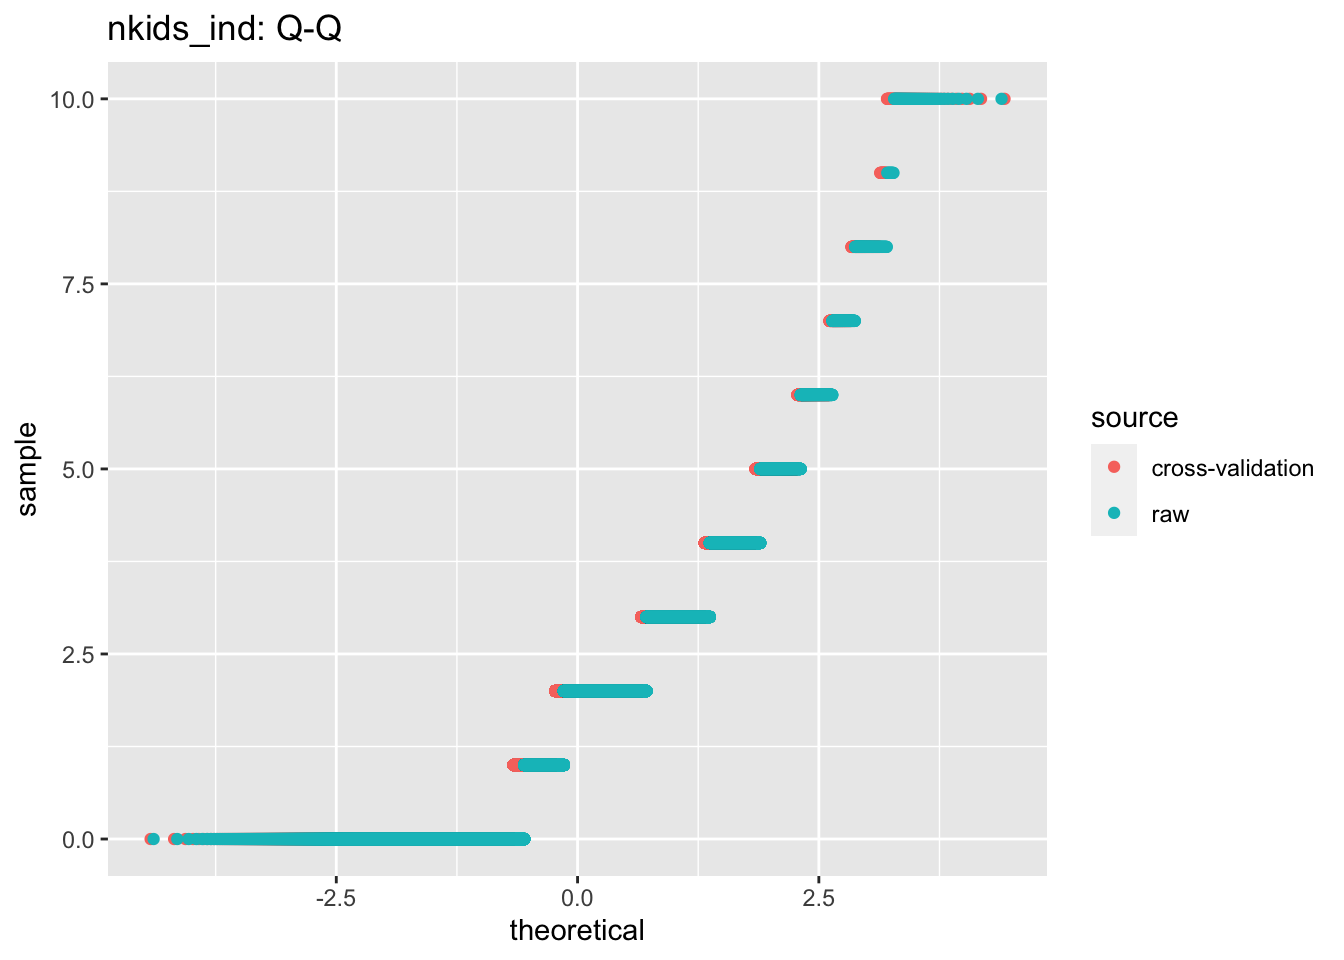 nkids_ind: Q-Q
10.0
7.5
5.0
2.5
0.0
sample
-2.5
0.0
2.5
theoretical
source
cross-validation
raw